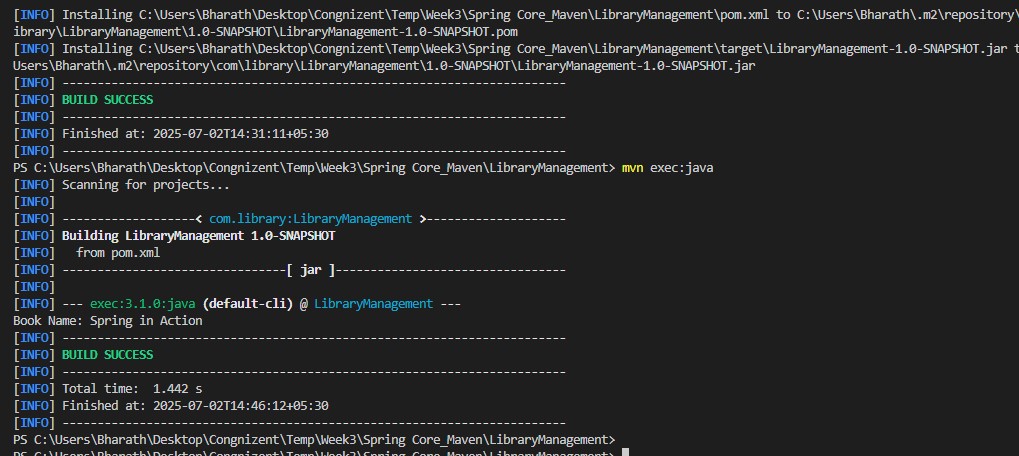 [INFO] Installing C:\Users\Bharath\Desktop\Congnizent\Temp\Week3\Spring Core_Maven\LibraryManagement\pom.xml to C:\Users\Bharath\.m2\repository\
ibrary\LibraryManagement\1.0-SNAPSHOT\LibraryManagement-1.0-SNAPSHOT.pom
[INFO] Installing C:\Users\Bharath\Desktop\Congnizent\Temp\Week3\Spring Core_Maven\LibraryManagement\target\LibraryManagement-1.0-SNAPSHOT.jar t
Users\Bharath\.m2\repository\com\library\LibraryManagement\1.0-SNAPSHOT\LibraryManagement-1.0-SNAPSHOT.jar
[INFO] ------------------------------------------------------------------------
[INFO] BUILD SUCCESS
[INFO] ------------------------------------------------------------------------
[INFO] Finished at: 2025-07-02T14:31:11+05:30
[INFO] ------------------------------------------------------------------------
PS C:\Users\Bharath\Desktop\Congnizent\Temp\Week3\Spring Core_Maven\LibraryManagement> mvn exec:java
[INFO] Scanning for projects...
[INFO]
[INFO] -------------------< com.library:LibraryManagement >--------------------
[INFO] Building LibraryManagement 1.0-SNAPSHOT
[INFO]   from pom.xml
[INFO] --------------------------------[ jar ]---------------------------------
[INFO]
[INFO] --- exec:3.1.0:java (default-cli) @ LibraryManagement ---
Book Name: Spring in Action
[INFO] ------------------------------------------------------------------------
[INFO] BUILD SUCCESS
[INFO] ------------------------------------------------------------------------
[INFO] Total time:  1.442 s
[INFO] Finished at: 2025-07-02T14:46:12+05:30
[INFO] ------------------------------------------------------------------------
PS C:\Users\Bharath\Desktop\Congnizent\Temp\Week3\Spring Core_Maven\LibraryManagement>
PS C:\Users\Bharath\Desktop\Congnizent\Temp\Week3\Spring Core_Maven\LibraryManagement>